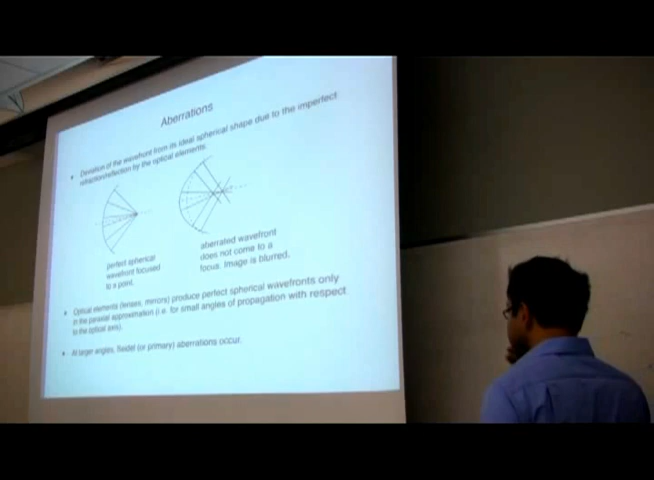 Aberrations
• Deviation of the wavefront from its ideal spherical shape due to the imperfect
refraction/reflection by the optical elements.
perfect spherical
wavefront focused
to a point.
aberrated wavefront
does not come to a
focus. Image is blurred.
• Optical elements (lenses, mirrors) produce perfect spherical wavefronts only
in the paraxial approximation (i.e. for small angles of propagation with respect
to the optical axis).
• At larger angles, Seidel (or primary) aberrations occur.